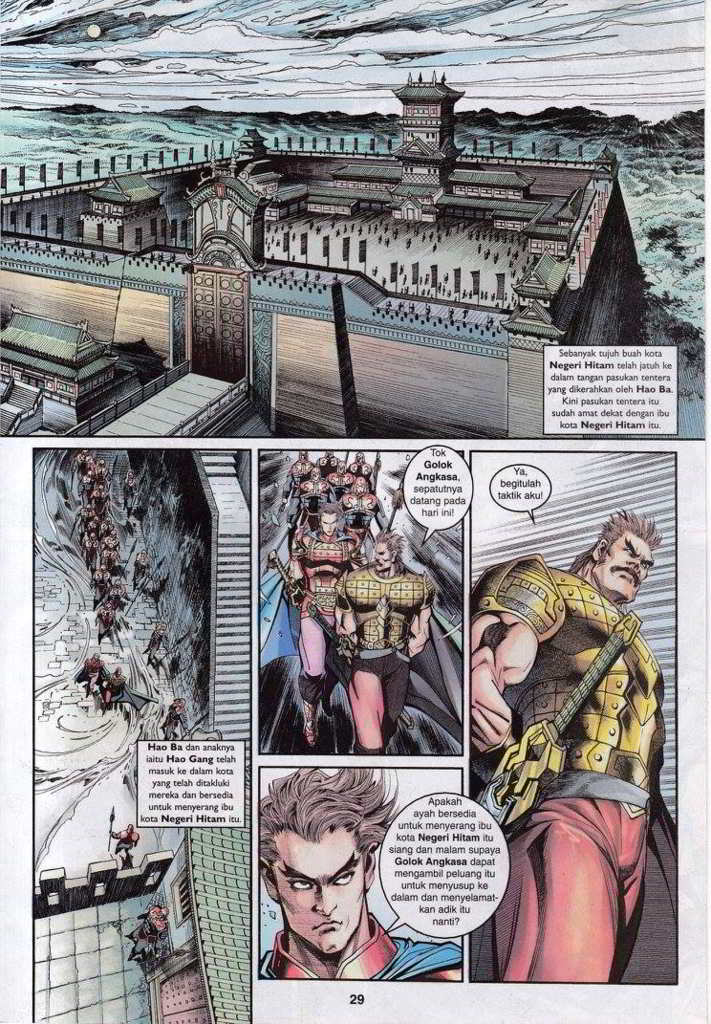 Sebanyak tujuh buah kota
Negeri Hitam telah jatuh ke
dalam tangan pasukan tentera
yang dikerahkan oleh Hao Ba.
Kini pasukan tentera itu
sudah amat dekat dengan ibu
kota Negeri Hitam itu.
Hao Ba dan anaknya
iaitu Hao Gang telah
masuk ke dalam kota
yang telah ditakluki
mereka dan bersedia
untuk menyerang ibu
kota Negeri Hitam itu.
Tok
Golok
Angkasa,
sepatutnya
datang pada
hari ini!
Ya,
begitulah
taktik aku!
Apakah
ayah bersedia
untuk menyerang ibu
kota Negeri Hitam itu
siang dan malam supaya
Golok Angkasa dapat
mengambil peluang itu
untuk menyusup ke
dalam dan menyelamat-
kan adik itu
nanti?
29